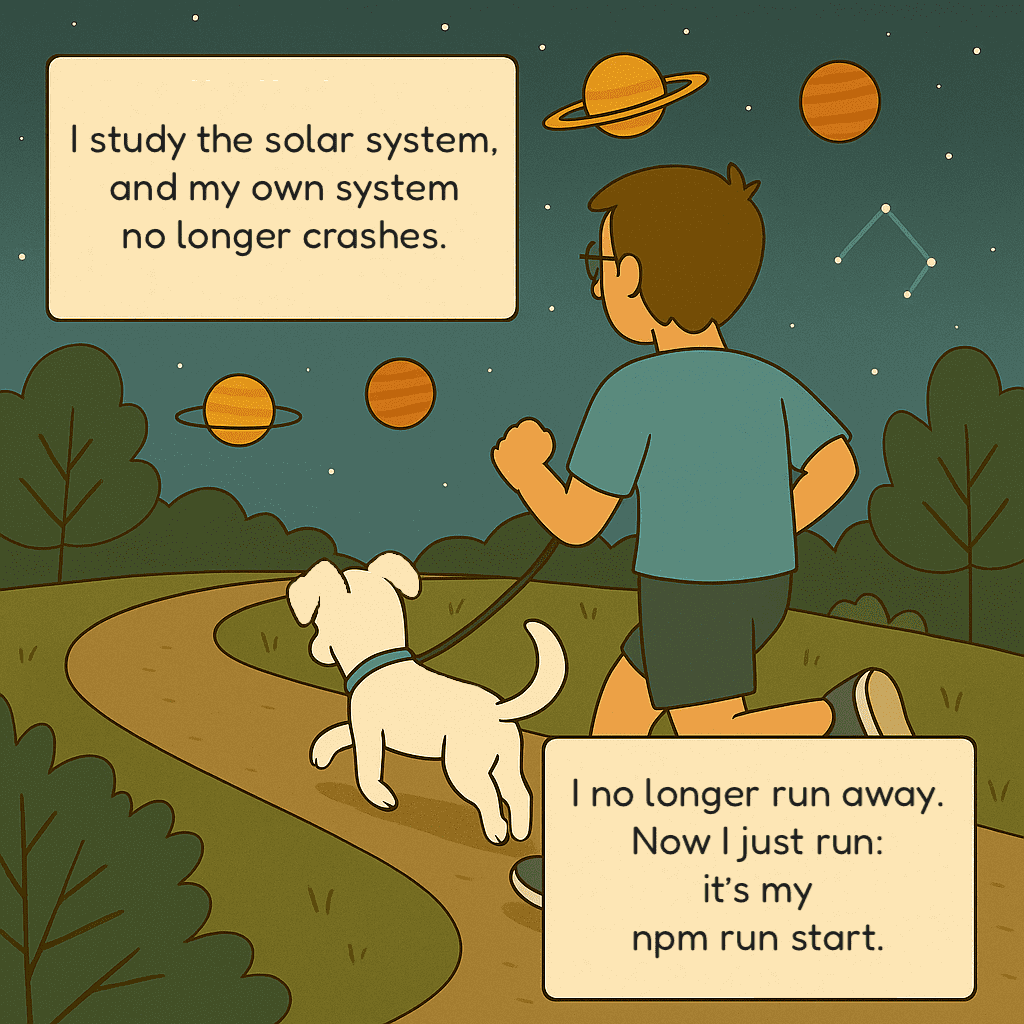 I study the solar system,
and my own system
no longer crashes.
I no longer run away.
Now I just run:
it’s my
npm run start.